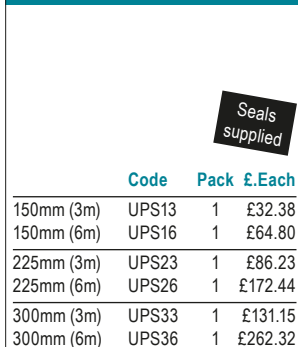 Seals
supplied
Code Pack £.Each
150mm (3m) UPS13 1 £32.38
150mm (6m) UPS16 1 £64.80
225mm (3m) UPS23 1 £86.23
225mm (6m) UPS26 1 £172.44
300mm (3m) UPS33 1 £131.15
300mm (6m) UPS36 1 £262.32